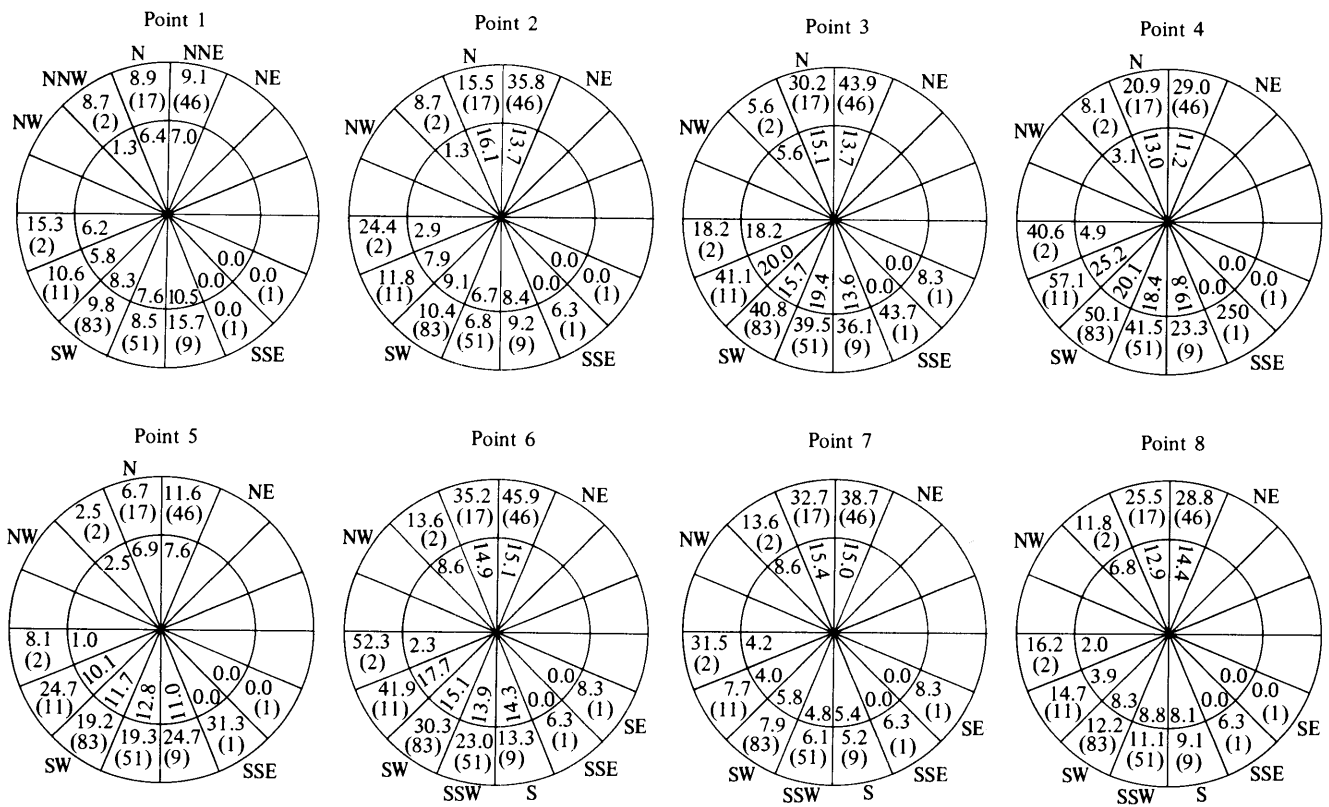 Point 1
N NNE
NNW 8.9 9.1 NE
8.7 (17) (46)
NW (2)
1.3 6.4 7.0
15.3 6.2
(2) 5.8 0.0
10.6 8.3 0.0 0.0
(11) 7.6 10.5 (1)
9.8 0.0
(83) 8.5 15.7 (1)
SW (51) (9) SSE
Point 2
N
15.5 35.8 NE
8.7 (17) (46)
NW (2)
1.3 16.1 13.7
24.4 2.9
(2) 7.9 0.0
11.8 9.1 0.0 0.0
(11) 6.7 8.4 (1)
10.4 6.3
(83) 6.8 9.2 (1)
SW (51) (9) SSE
Point 3
N
30.2 43.9 NE
5.6 (17) (46)
NW (2)
5.6 15.1 13.7
18.2 18.2
(2) 20.0 0.0
41.1 15.7 0.0 8.3
(11) 19.4 13.6 (1)
40.8 43.7
(83) 39.5 36.1 (1)
SW (51) (9) SSE
Point 4
N
20.9 29.0 NE
8.1 (17) (46)
NW (2)
3.1 13.0 11.2
40.6 4.9
(2) 25.2 0.0
57.1 20.1 0.0 0.0
(11) 18.4 19.8 (1)
50.1 250
(83) 41.5 23.3 (1)
SW (51) (9) SSE
Point 5
N
6.7 11.6 NE
2.5 (17) (46)
NW (2)
2.5 6.9 7.6
8.1 1.0
(2) 10.1 0.0
24.7 11.7 0.0 0.0
(11) 12.8 11.0 (1)
19.2 31.3
(83) 19.3 24.7 (1)
SW (51) (9) SSE
Point 6
35.2 45.9 NE
13.6 (17) (46)
NW (2)
8.6 14.9 15.1
52.3 2.3
(2) 17.7 0.0
41.9 15.1 0.0 8.3
(11) 13.9 14.3 (1)
30.3 6.3 SE
(83) 23.0 13.3 (1)
SW (51) (9)
SSW S
Point 7
32.7 38.7 NE
13.6 (17) (46)
NW (2)
8.6 15.4 15.0
31.5 4.2
(2) 4.0 0.0
7.7 5.8 0.0 8.3
(11) 4.8 5.4 (1)
7.9 6.3 SE
(83) 6.1 5.2 (1)
SW (51) (9)
SSW S
Point 8
25.5 28.8 NE
11.8 (17) (46)
NW (2)
6.8 12.9 14.4
16.2 2.0
(2) 3.9 0.0
14.7 8.3 0.0 0.0
(11) 8.8 8.1 (1)
12.2 6.3
(83) 11.1 9.1 (1)
SW (51) (9) SSE
SSW S